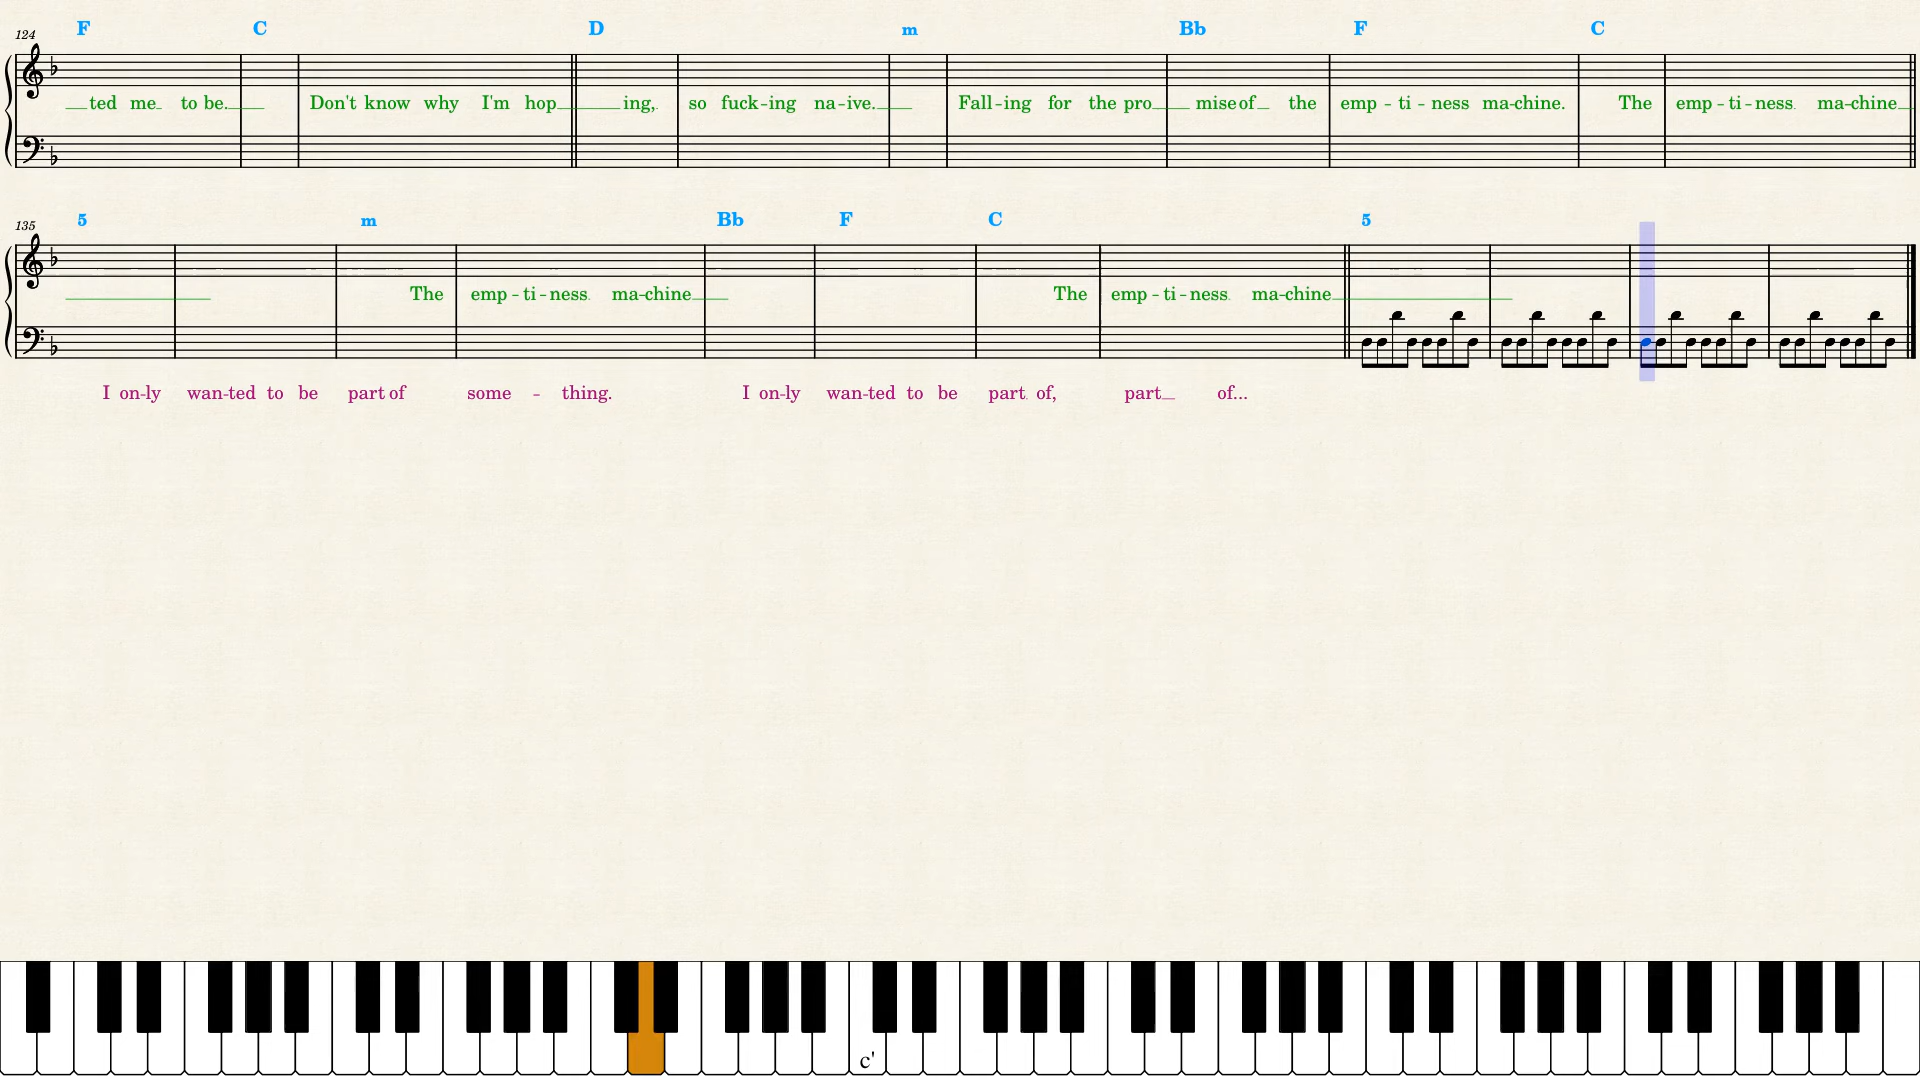 F C D m Bb F C
124
ted me to be. Don't know why I'm hop ing, so fuck-ing na-ive. Fall-ing for the pro mise of the emp-ti-ness ma-chine. The emp-ti-ness ma-chine
5 m Bb F C 5
135
The emp-ti-ness ma-chine The emp-ti-ness ma-chine
I on-ly wan-ted to be part of some-thing. I on-ly wan-ted to be part of, part of...
c'